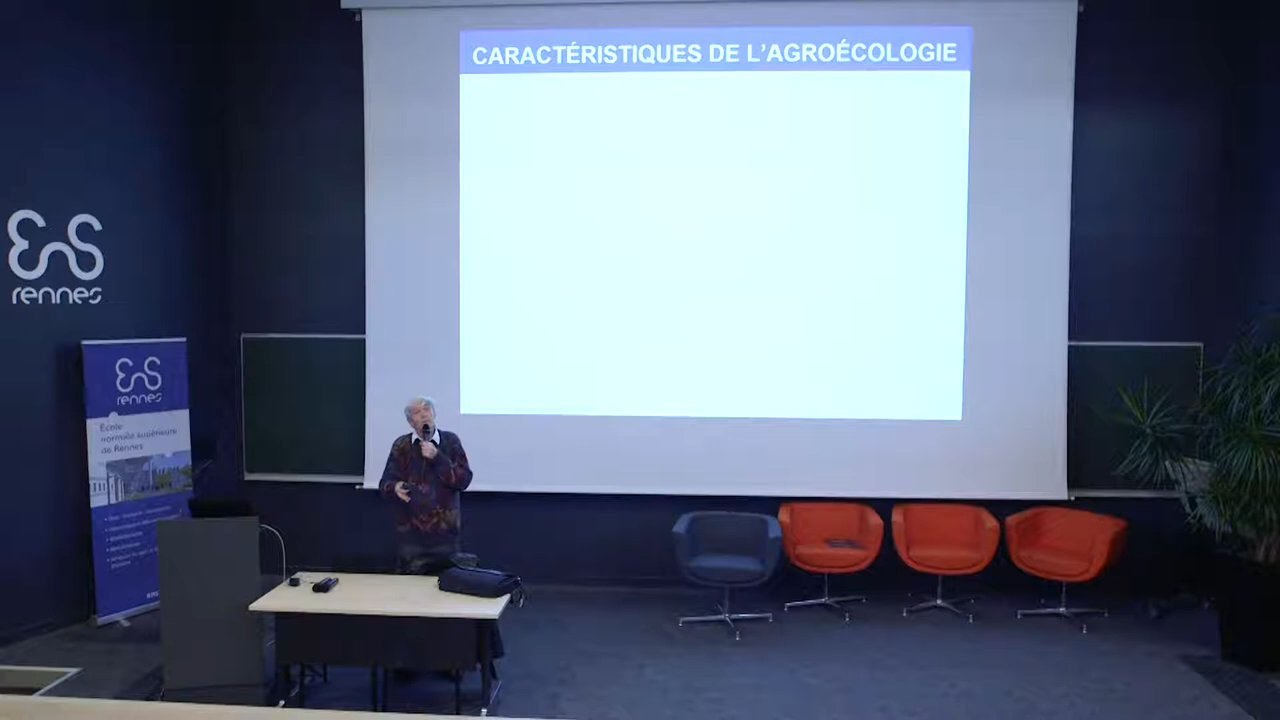 CARACTÉRISTIQUES DE L'AGROÉCOLOGIE
ENS
rennes
ENS
rennes
École
normale supérieure
de Rennes